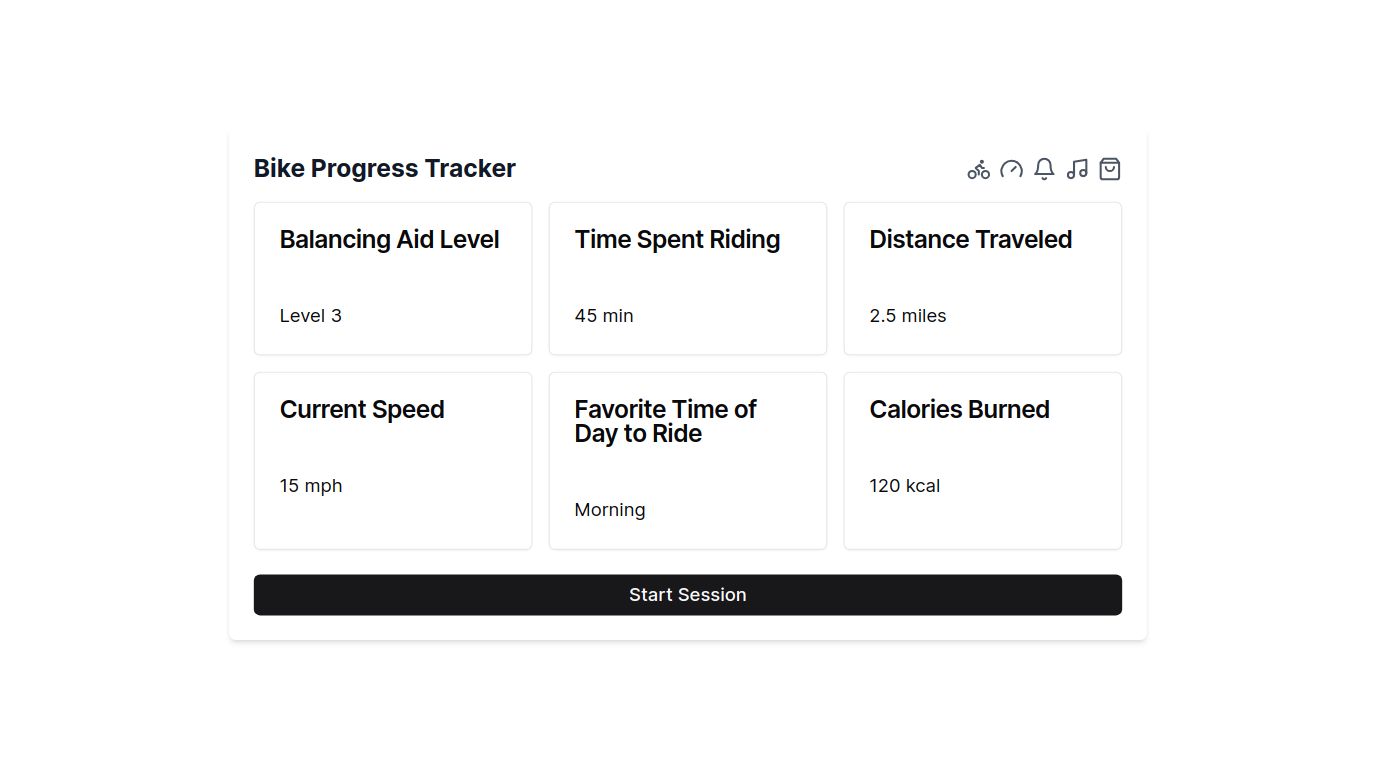 Bike Progress Tracker
Balancing Aid Level
Time Spent Riding
Distance Traveled
Level 3
45 min
2.5 miles
Current Speed
Favorite Time of
Day to Ride
Calories Burned
15 mph
Morning
120 kcal
Start Session